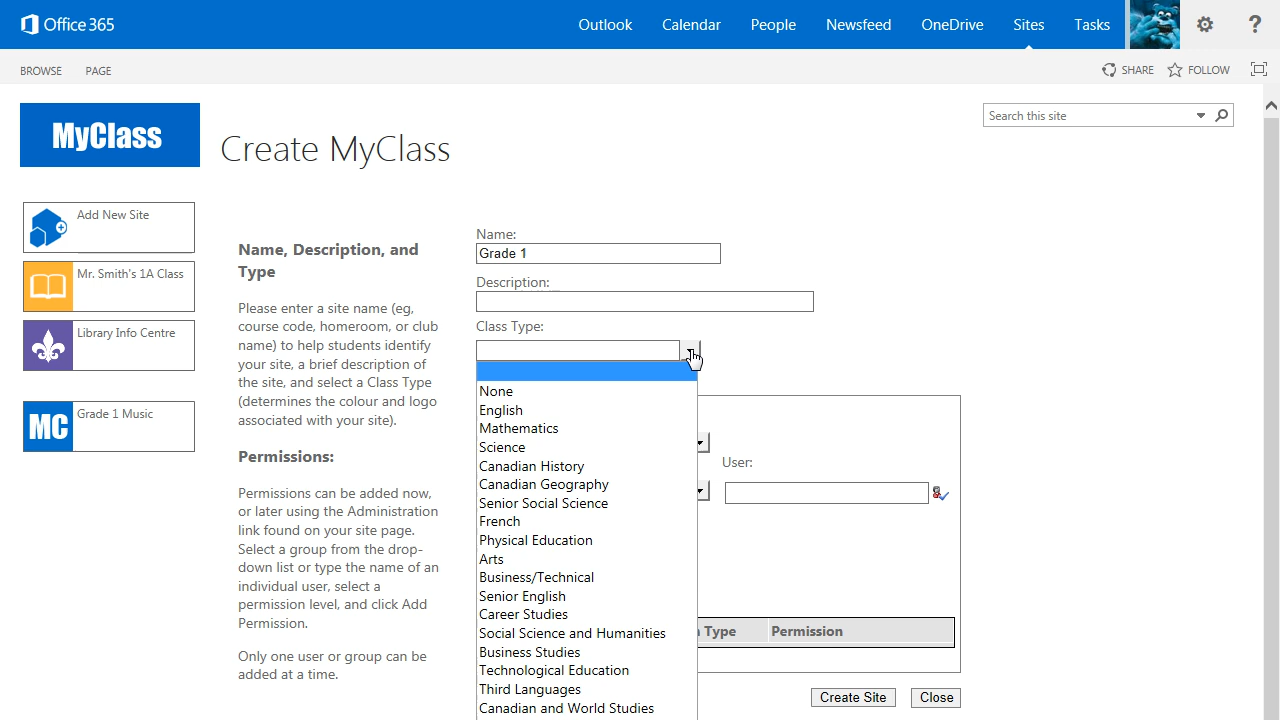 Office 365
Outlook Calendar People Newsfeed OneDrive Sites Tasks ?
BROWSE PAGE
SHARE FOLLOW
MyClass
Create MyClass
Search this site
Add New Site
Mr. Smith's 1A Class
Library Info Centre
MC Grade 1 Music
Name, Description, and
Type
Please enter a site name (eg,
course code, homeroom, or club
name) to help students identify
your site, a brief description of
the site, and select a Class Type
(determines the colour and logo
associated with your site).
Permissions:
Permissions can be added now,
or later using the Administration
link found on your site page.
Select a group from the drop-
down list or type the name of an
individual user, select a
permission level, and click Add
Permission.
Only one user or group can be
added at a time.
Name:
Grade 1
Description:
Class Type:
None
English
Mathematics
Science
Canadian History
Canadian Geography
Senior Social Science
French
Physical Education
Arts
Business/Technical
Senior English
Career Studies
Social Science and Humanities
Business Studies
Technological Education
Third Languages
Canadian and World Studies
User:
Type Permission
Create Site Close